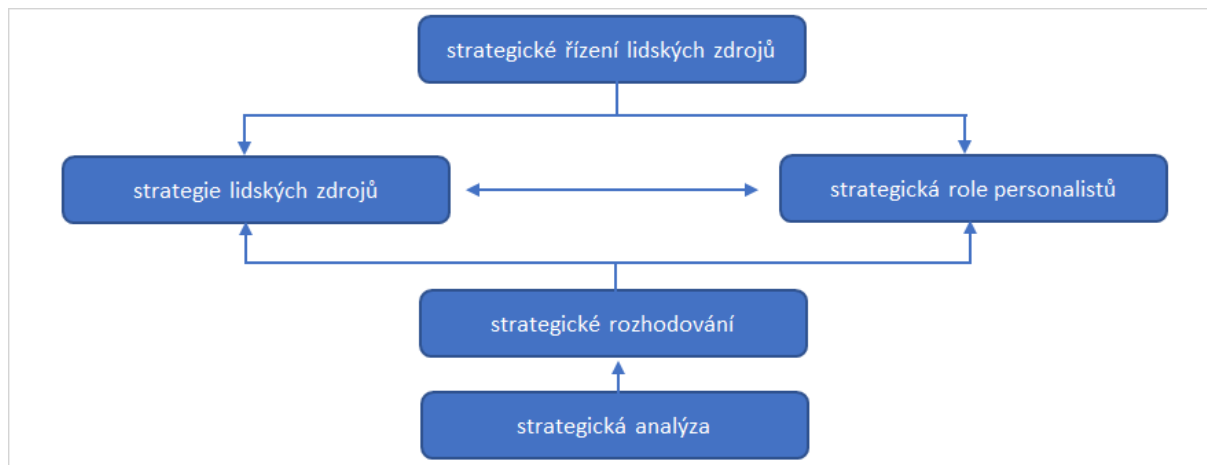 strategické řízení lidských zdrojů
strategie lidských zdrojů
strategická role personalistů
strategické rozhodování
strategická analýza